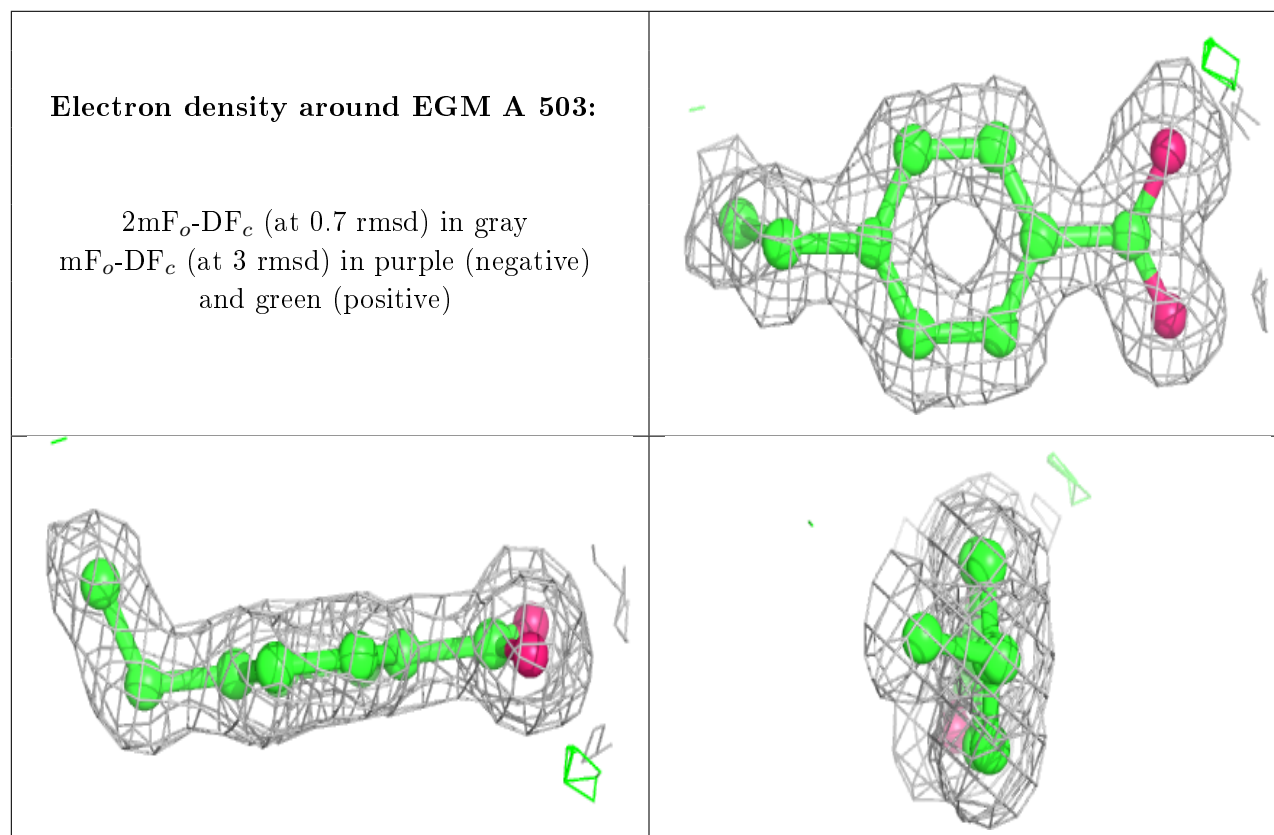 Electron density around EGM A 503:
2mFo-DFc (at 0.7 rmsd) in gray
mFo-DFc (at 3 rmsd) in purple (negative)
and green (positive)